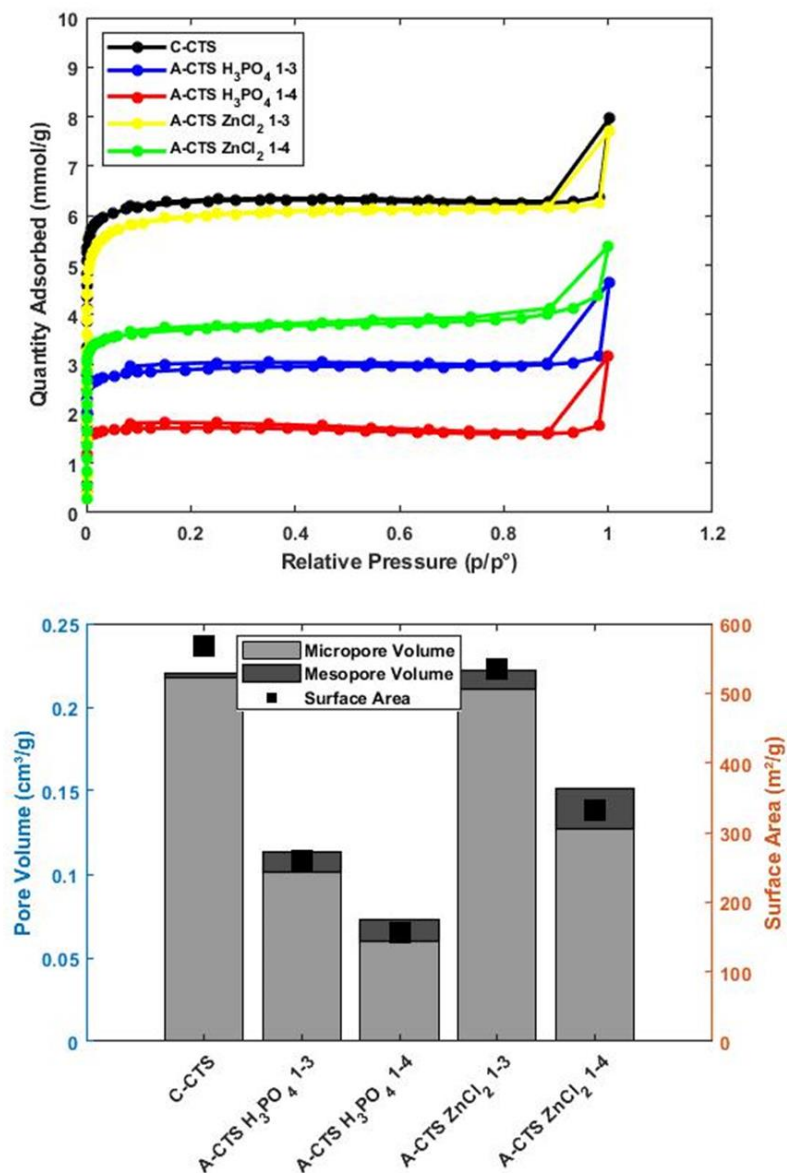 10
9
8
7
6
5
4
3
2
1
0
Quantity Adsorbed (mmol/g)
C-CTS
A-CTS H₃PO₄ 1-3
A-CTS H₃PO₄ 1-4
A-CTS ZnCl₂ 1-3
A-CTS ZnCl₂ 1-4
0 0.2 0.4 0.6 0.8 1 1.2
Relative Pressure (p/p°)
0.25
0.2
0.15
0.1
0.05
0
Pore Volume (cm³/g)
Micropore Volume
Mesopore Volume
Surface Area
600
500
400
300
200
100
0
Surface Area (m²/g)
C-CTS
A-CTS H₃PO₄ 1-3
A-CTS H₃PO₄ 1-4
A-CTS ZnCl₂ 1-3
A-CTS ZnCl₂ 1-4